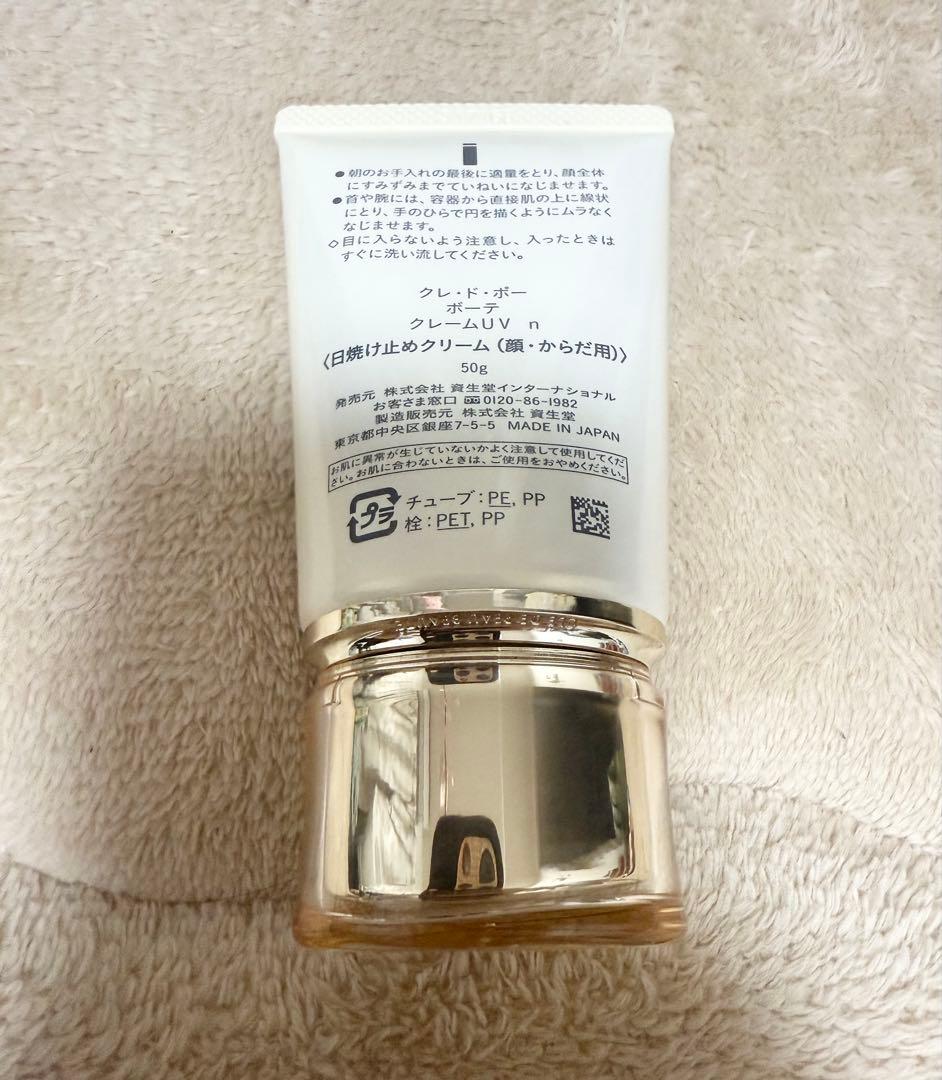 ●朝のお手入れの最後に適量をとり、顔全体
にすみずみまでていねいになじませます。
●首や腕には、容器から直接肌の上に線状
にとり、手のひらで円を描くようにムラなく
なじませます。
◇目に入らないよう注意し、入ったときは
すぐに洗い流してください。
クレ・ド・ポー
ボーテ
クレームUV n
〈日焼け止めクリーム（顔・からだ用）〉
50g
発売元 株式会社 資生堂インターナショナル
お客さま窓口 0120-86-1982
製造販売元 株式会社 資生堂
東京都中央区銀座7-5-5 MADE IN JAPAN
お肌に異常が生じていないかよく注意して使用してくだ
さい。お肌に合わないときは、ご使用をおやめください。
プラ
チューブ：PE, PP
栓：PET, PP